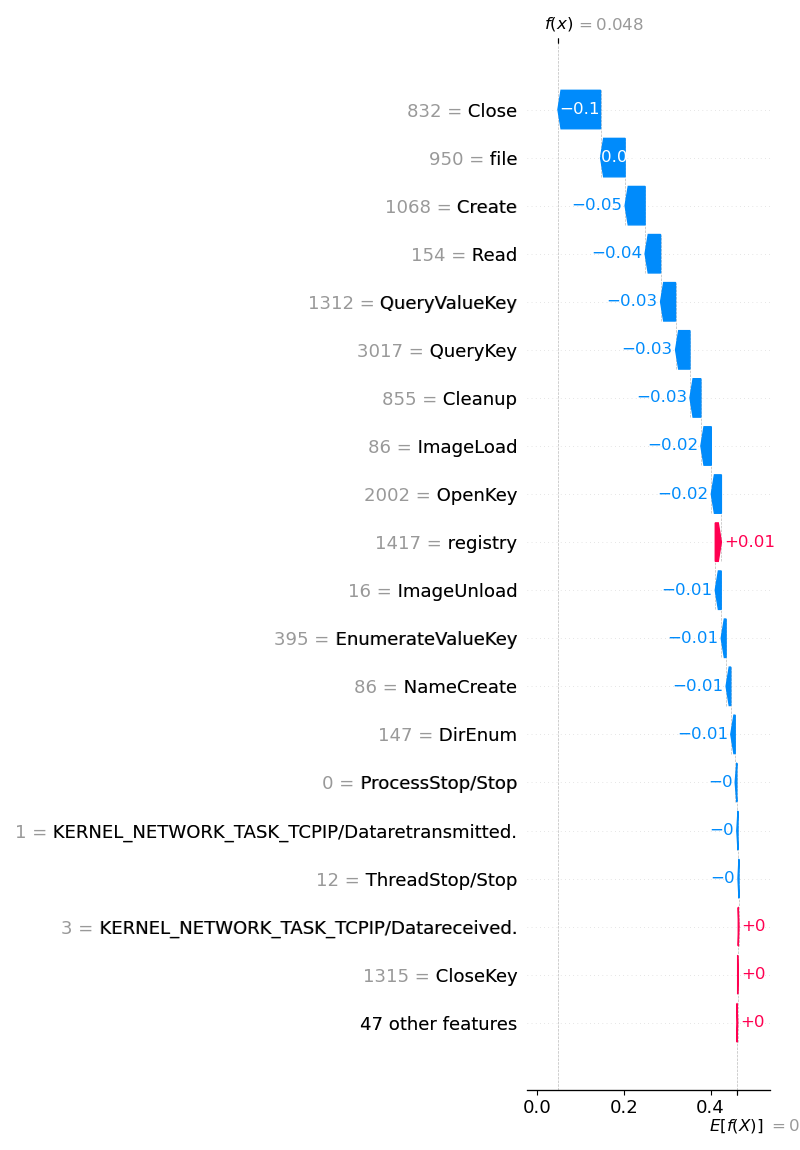 f(x) = 0.048
832 = Close −0.1
950 = file 0.0
1068 = Create −0.05
154 = Read −0.04
1312 = QueryValueKey −0.03
3017 = QueryKey −0.03
855 = Cleanup −0.03
86 = ImageLoad −0.02
2002 = OpenKey −0.02
1417 = registry +0.01
16 = ImageUnload −0.01
395 = EnumerateValueKey −0.01
86 = NameCreate −0.01
147 = DirEnum −0.01
0 = ProcessStop/Stop −0
1 = KERNEL_NETWORK_TASK_TCPIP/Dataretransmitted. −0
12 = ThreadStop/Stop −0
3 = KERNEL_NETWORK_TASK_TCPIP/Datareceived. +0
1315 = CloseKey +0
47 other features +0
0.0 0.2 0.4
E[f(X)] = 0